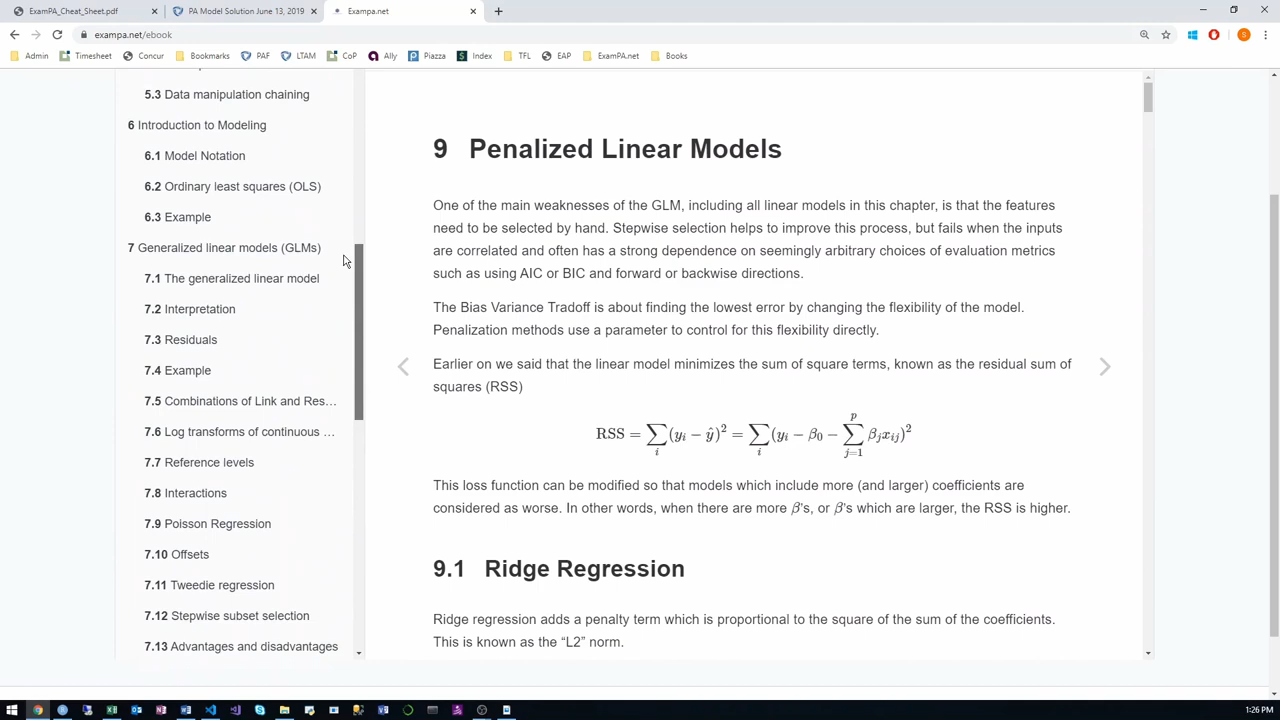 ExamPA_Cheat_Sheet.pdf
PA Model Solution June 13, 2019
Exampa.net
exampa.net/ebook
Admin
Timesheet
Concur
Bookmarks
PAF
LTAM
CoP
Ally
Piazza
Index
TFL
EAP
ExamPA.net
Books
5.3 Data manipulation chaining
6 Introduction to Modeling
6.1 Model Notation
6.2 Ordinary least squares (OLS)
6.3 Example
7 Generalized linear models (GLMs)
7.1 The generalized linear model
7.2 Interpretation
7.3 Residuals
7.4 Example
7.5 Combinations of Link and Res...
7.6 Log transforms of continuous ...
7.7 Reference levels
7.8 Interactions
7.9 Poisson Regression
7.10 Offsets
7.11 Tweedie regression
7.12 Stepwise subset selection
7.13 Advantages and disadvantages
9 Penalized Linear Models
One of the main weaknesses of the GLM, including all linear models in this chapter, is that the features
need to be selected by hand. Stepwise selection helps to improve this process, but fails when the inputs
are correlated and often has a strong dependence on seemingly arbitrary choices of evaluation metrics
such as using AIC or BIC and forward or backwise directions.
The Bias Variance Tradoff is about finding the lowest error by changing the flexibility of the model.
Penalization methods use a parameter to control for this flexibility directly.
Earlier on we said that the linear model minimizes the sum of square terms, known as the residual sum of
squares (RSS)
RSS = ∑_i (y_i − ŷ)² = ∑_i (y_i − β_0 − ∑_{j=1}^p β_j x_{ij})²
This loss function can be modified so that models which include more (and larger) coefficients are
considered as worse. In other words, when there are more β's, or β's which are larger, the RSS is higher.
9.1 Ridge Regression
Ridge regression adds a penalty term which is proportional to the square of the sum of the coefficients.
This is known as the “L2” norm.
1:26 PM